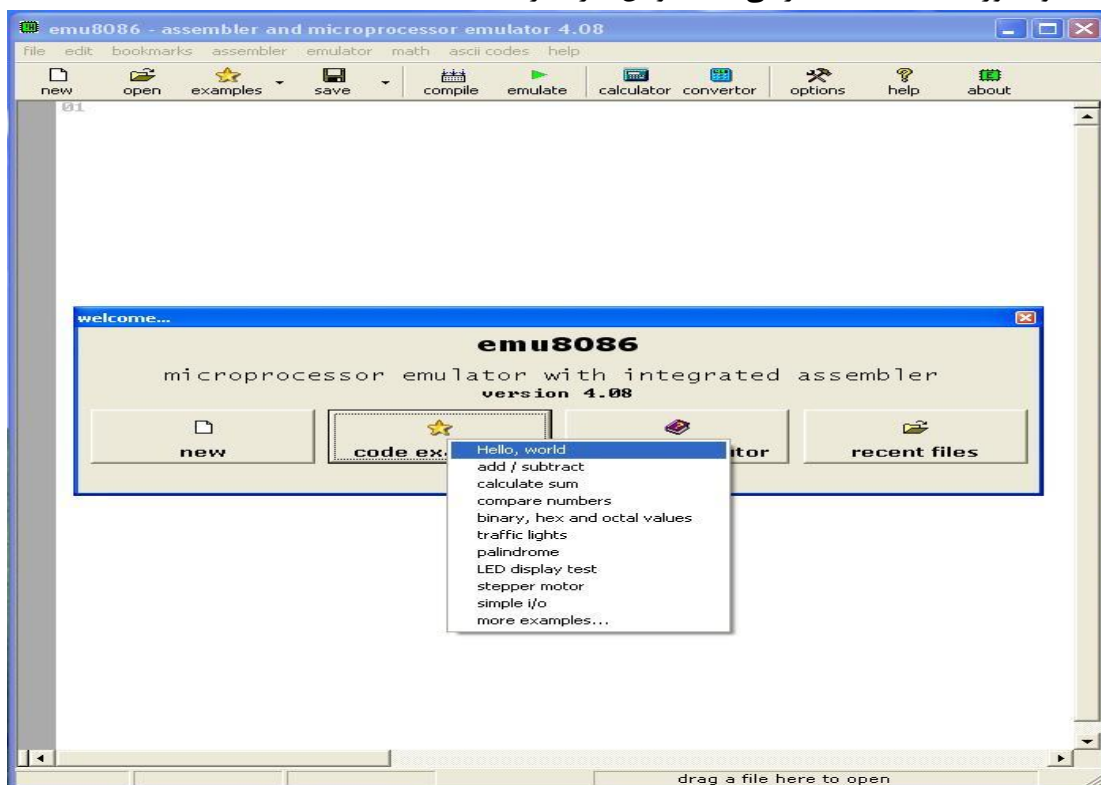 emu8086 - assembler and microprocessor emulator 4.08
file edit bookmarks assembler emulator math ascii codes help
new open examples save compile emulate calculator convertor options help about
01
welcome...
emu8086
microprocessor emulator with integrated assembler
version 4.08
new code ex tor recent files
Hello, world
add / subtract
calculate sum
compare numbers
binary, hex and octal values
traffic lights
palindrome
LED display test
stepper motor
simple i/o
more examples...
drag a file here to open